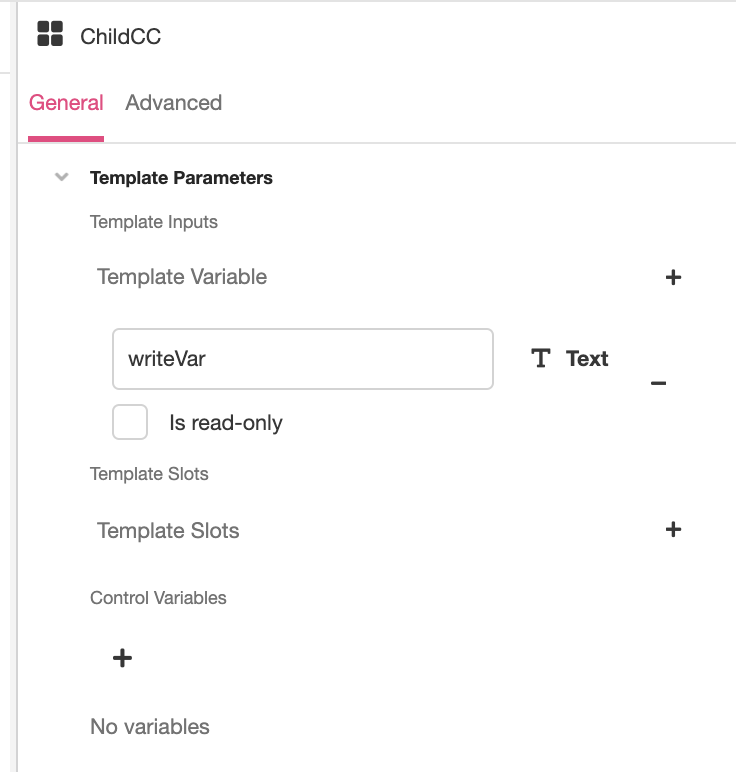 ChildCC
General Advanced
Template Parameters
Template Inputs
Template Variable
writeVar
Text
Is read-only
Template Slots
Template Slots
Control Variables
No variables